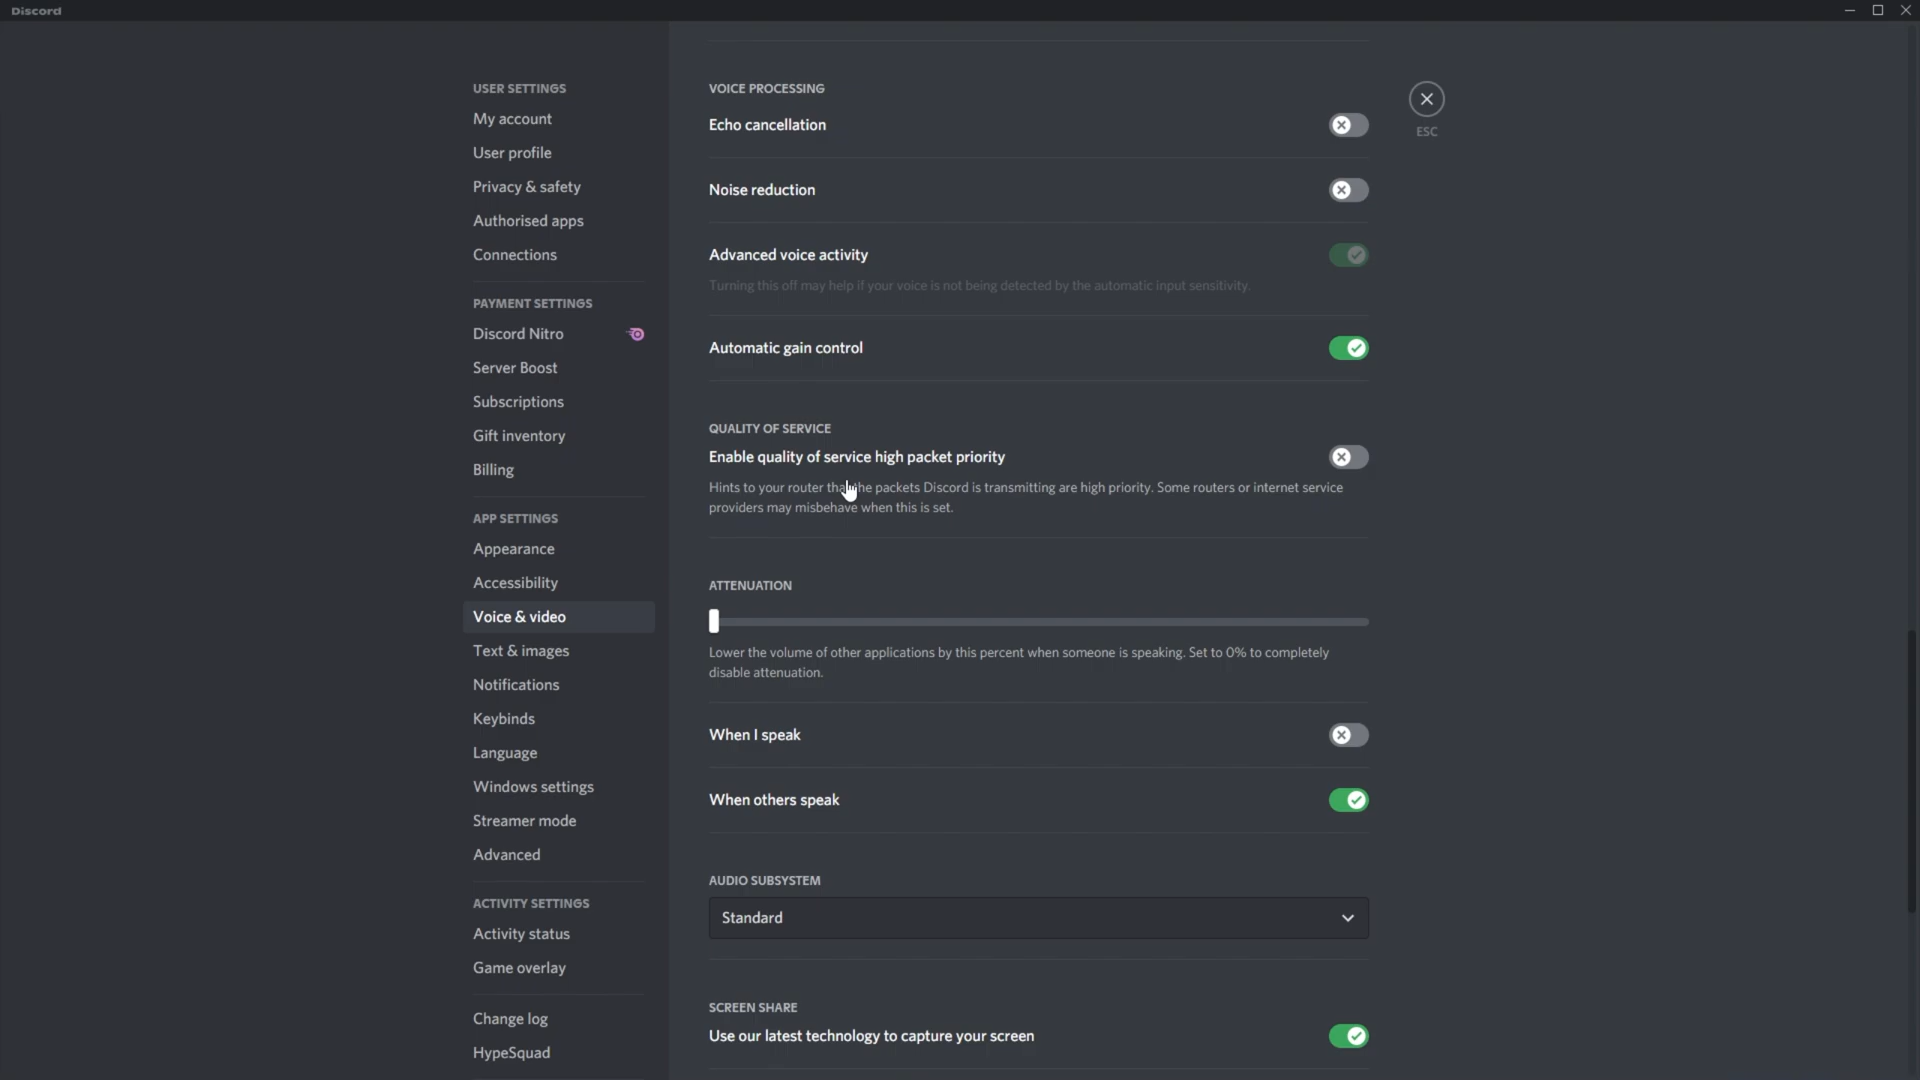 Discord
USER SETTINGS
My account
User profile
Privacy & safety
Authorised apps
Connections
PAYMENT SETTINGS
Discord Nitro
Server Boost
Subscriptions
Gift inventory
Billing
APP SETTINGS
Appearance
Accessibility
Voice & video
Text & images
Notifications
Keybinds
Language
Windows settings
Streamer mode
Advanced
ACTIVITY SETTINGS
Activity status
Game overlay
Change log
HypeSquad
VOICE PROCESSING
Echo cancellation
Noise reduction
Advanced voice activity
Turning this off may help if your voice is not being detected by the automatic input sensitivity.
Automatic gain control
QUALITY OF SERVICE
Enable quality of service high packet priority
Hints to your router that the packets Discord is transmitting are high priority. Some routers or internet service
providers may misbehave when this is set.
ATTENUATION
Lower the volume of other applications by this percent when someone is speaking. Set to 0% to completely
disable attenuation.
When I speak
When others speak
AUDIO SUBSYSTEM
Standard
SCREEN SHARE
Use our latest technology to capture your screen
ESC